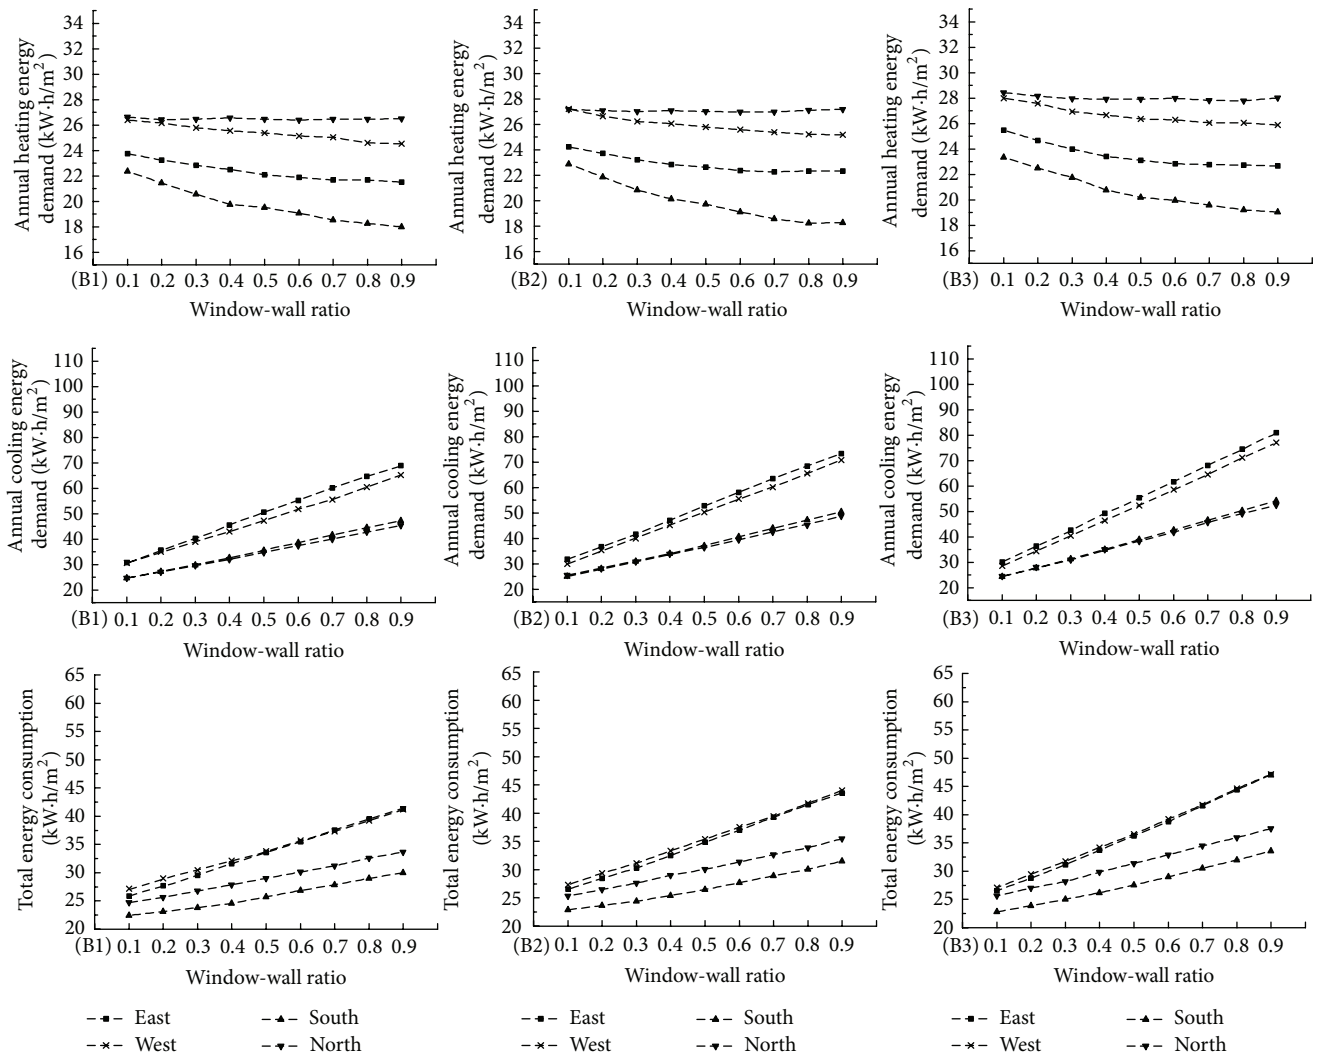 Annual heating energy
demand (kW·h/m²)
34
32
30
28
26
24
22
20
18
16
(B1) 0.1 0.2 0.3 0.4 0.5 0.6 0.7 0.8 0.9
Window-wall ratio
Annual heating energy
demand (kW·h/m²)
34
32
30
28
26
24
22
20
18
16
(B2) 0.1 0.2 0.3 0.4 0.5 0.6 0.7 0.8 0.9
Window-wall ratio
Annual heating energy
demand (kW·h/m²)
34
32
30
28
26
24
22
20
18
16
(B3) 0.1 0.2 0.3 0.4 0.5 0.6 0.7 0.8 0.9
Window-wall ratio
Annual cooling energy
demand (kW·h/m²)
110
100
90
80
70
60
50
40
30
20
(B1) 0.1 0.2 0.3 0.4 0.5 0.6 0.7 0.8 0.9
Window-wall ratio
Annual cooling energy
demand (kW·h/m²)
110
100
90
80
70
60
50
40
30
20
(B2) 0.1 0.2 0.3 0.4 0.5 0.6 0.7 0.8 0.9
Window-wall ratio
Annual cooling energy
demand (kW·h/m²)
110
100
90
80
70
60
50
40
30
20
(B3) 0.1 0.2 0.3 0.4 0.5 0.6 0.7 0.8 0.9
Window-wall ratio
Total energy consumption
(kW·h/m²)
65
60
55
50
45
40
35
30
25
20
(B1) 0.1 0.2 0.3 0.4 0.5 0.6 0.7 0.8 0.9
Window-wall ratio
East
West
South
North
Total energy consumption
(kW·h/m²)
65
60
55
50
45
40
35
30
25
20
(B2) 0.1 0.2 0.3 0.4 0.5 0.6 0.7 0.8 0.9
Window-wall ratio
East
West
South
North
Total energy consumption
(kW·h/m²)
65
60
55
50
45
40
35
30
25
20
(B3) 0.1 0.2 0.3 0.4 0.5 0.6 0.7 0.8 0.9
Window-wall ratio
East
West
South
North